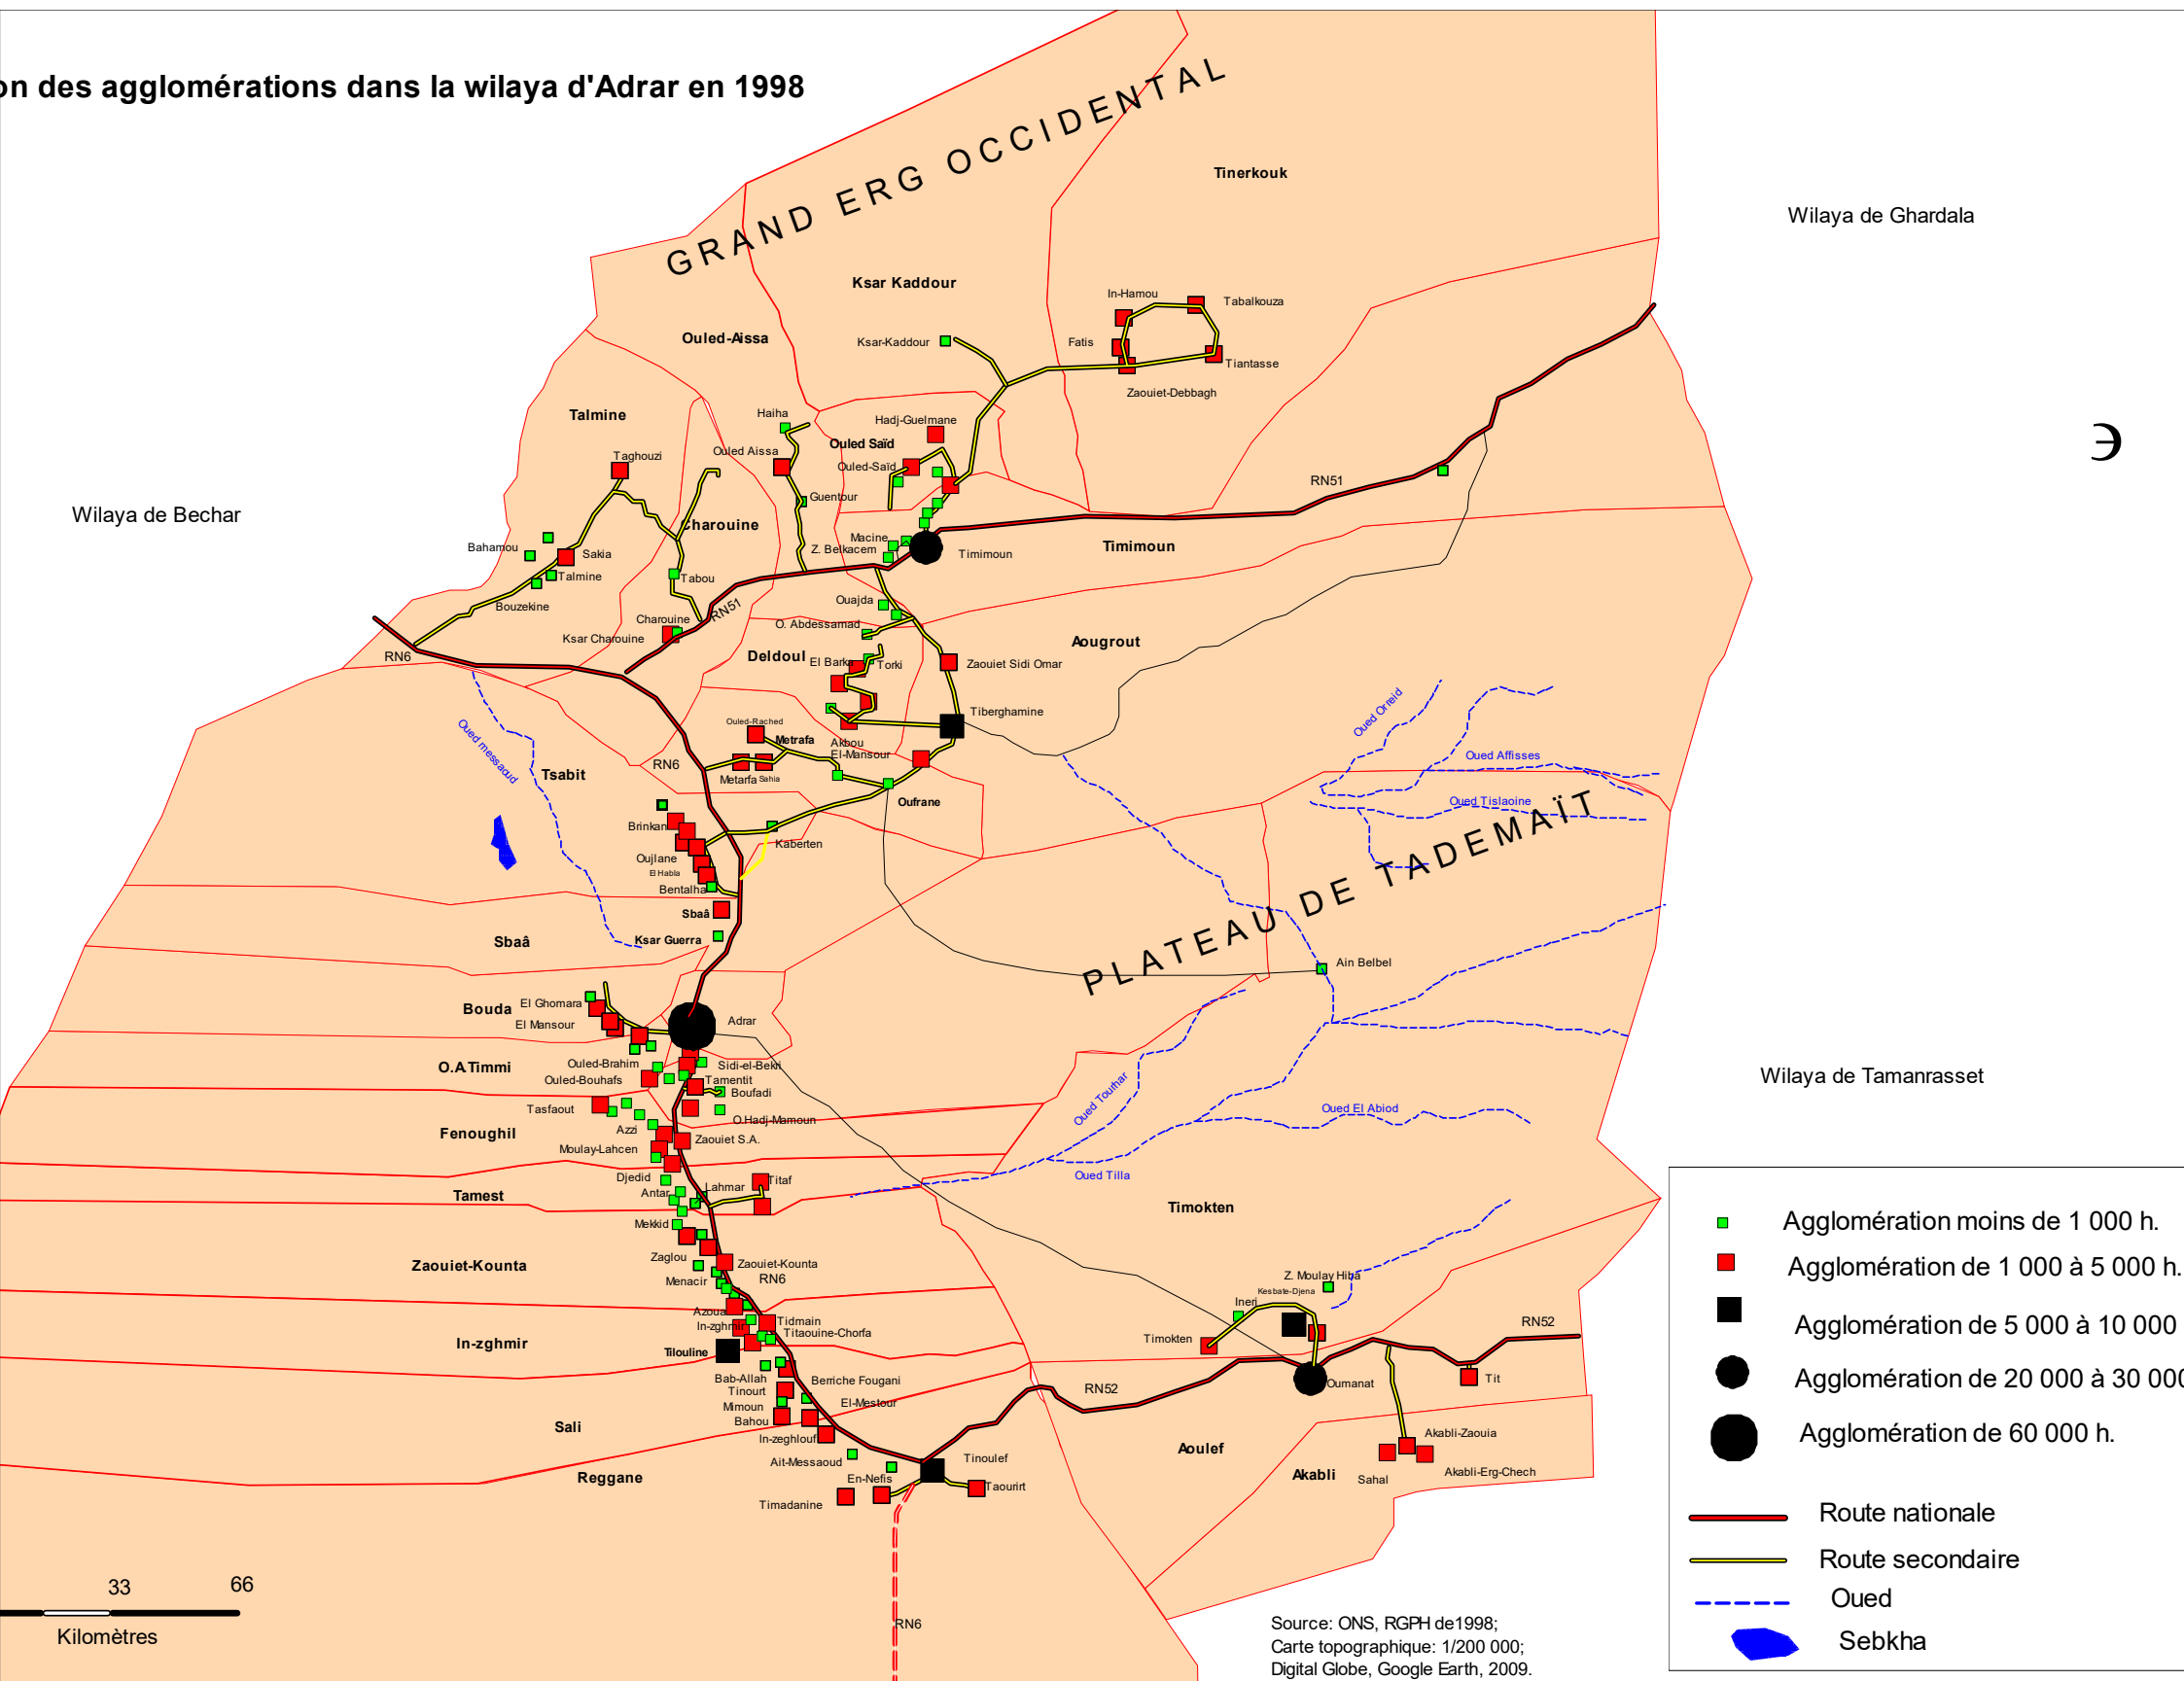 on des agglomérations dans la wilaya d'Adrar en 1998
GRAND ERG OCCIDENTAL
Tinerkouk
Wilaya de Ghardala
Ksar Kaddour
In-Hamou
Tabalkouza
Ouled-Aissa
Ksar-Kaddour
Fatis
Tiantasse
Zaouiet-Debbagh
Talmine
Haiha
Hadj-Guelmane
Ouled Saïd
Taghouzi
Ouled Aissa
Ouled-Saïd
RN51
Guentour
Wilaya de Bechar
Charouine
Macine
Bahamou
Sakia
Z. Belkacem
Timimoun
Timimoun
Talmine
Tabou
Bouzekine
Ouajda
RN51
Charouine
O. Abdessamad
Ksar Charouine
Aougrout
RN6
Deldoul
El Barka
Torki
Zaouiet Sidi Omar
Oued Orreid
Tiberghamine
Ouled-Rached
Oued messaoud
Metrafa
Akbou
El-Mansour
Oued Affisses
RN6
Tsabit
Metarfa
Sahia
Oufrane
Oued Tislaoine
PLATEAU DE TADEMAÏT
Brinkan
Kaberten
Oujlane
El Habla
Bentalha
Sbaâ
Sbaâ
Ksar Guerra
Ain Belbel
Bouda
El Ghomara
El Mansour
Adrar
O.A.Timmi
Ouled-Brahim
Sidi-el-Bekri
Ouled-Bouhafs
Tamentit
Wilaya de Tamanrasset
Boufadi
Oued Tourhar
Tasfaout
O.Hadj-Mamoun
Oued El Abiod
Fenoughil
Azzi
Zaouiet S.A.
Moulay-Lahcen
Djedid
Oued Tilla
Titaf
Tamest
Antar
Lahmar
Timokten
Mekkid
Zaglou
Zaouiet-Kounta
Zaouiet-Kounta
Menacir
RN6
Z. Moulay Hiba
Kesbate-Djena
Ineri
Azoua
In-zghmir
Tidmain
Titaouine-Chorfa
In-zghmir
Timokten
RN52
Tilouline
Bab-Allah
Berriche Fougani
Oumanat
Tit
Tinourt
RN52
Mimoun
El-Mestour
Bahou
Sali
In-zeghlouf
Akabli-Zaouia
Aoulef
Ait-Messaoud
Tinoulef
Reggane
En-Nefis
Akabli
Sahal
Akabli-Erg-Chech
Taourirt
Timadanine
RN6
Agglomération moins de 1 000 h.
Agglomération de 1 000 à 5 000 h.
Agglomération de 5 000 à 10 000
Agglomération de 20 000 à 30 000
Agglomération de 60 000 h.
Route nationale
Route secondaire
Oued
Sebkha
33
66
Kilomètres
Source: ONS, RGPH de1998;
Carte topographique: 1/200 000;
Digital Globe, Google Earth, 2009.